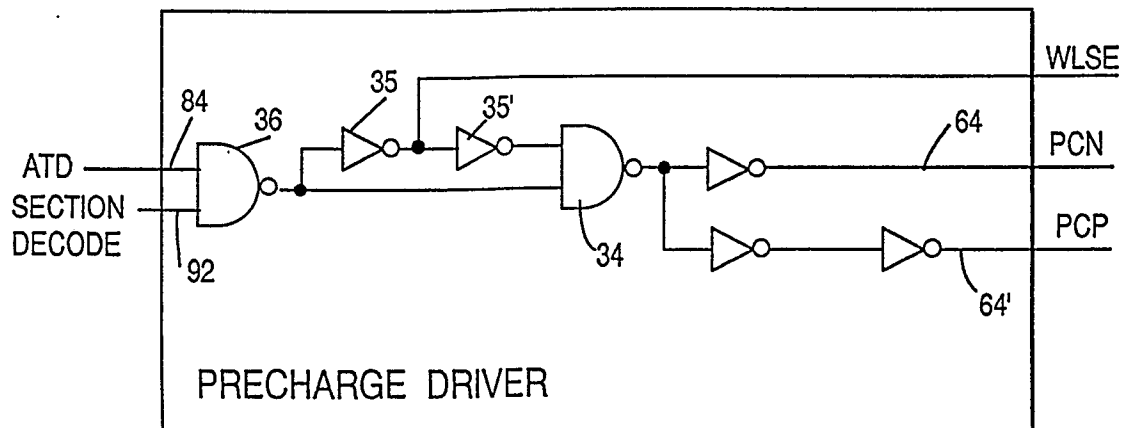 WLSE
35
35'
84
36
64
PCN
ATD
SECTION
DECODE
92
34
PCP
64'
PRECHARGE DRIVER